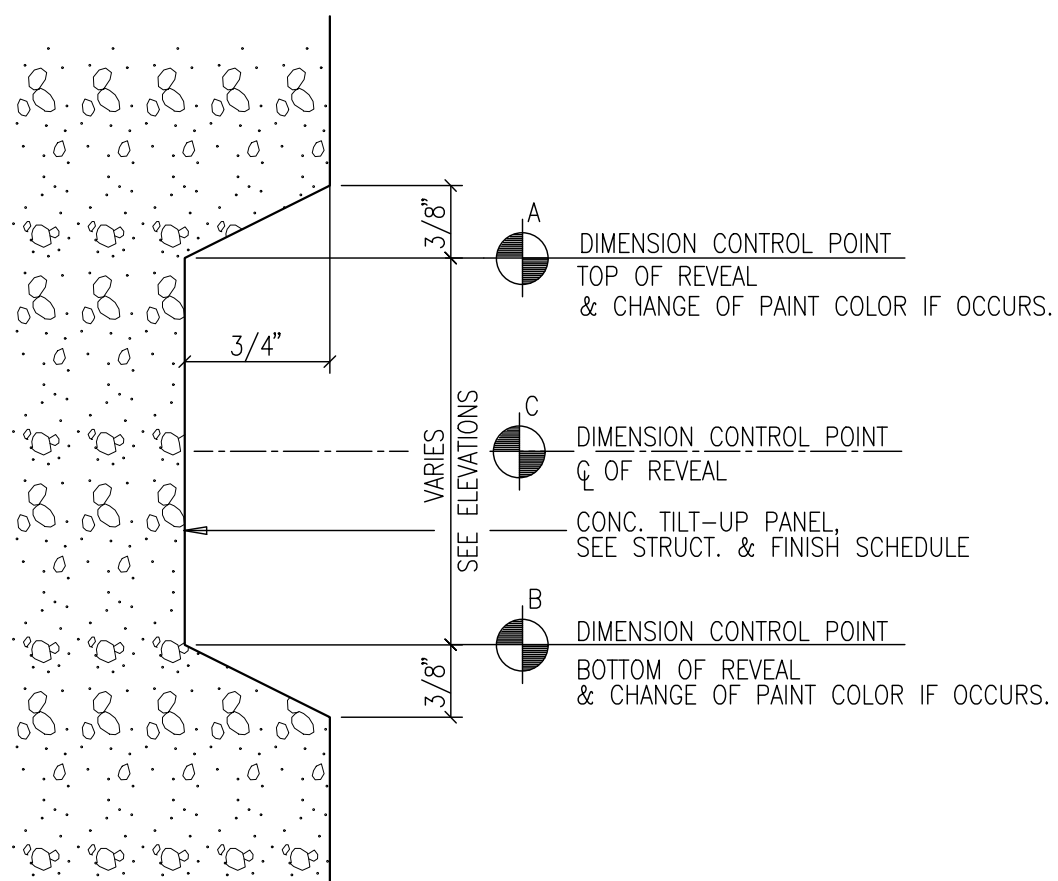 3/8"
A
DIMENSION CONTROL POINT
TOP OF REVEAL
& CHANGE OF PAINT COLOR IF OCCURS.
3/4"
VARIES
SEE ELEVATIONS
C
DIMENSION CONTROL POINT
℄ OF REVEAL
CONC. TILT-UP PANEL,
SEE STRUCT. & FINISH SCHEDULE
B
DIMENSION CONTROL POINT
BOTTOM OF REVEAL
& CHANGE OF PAINT COLOR IF OCCURS.
3/8"